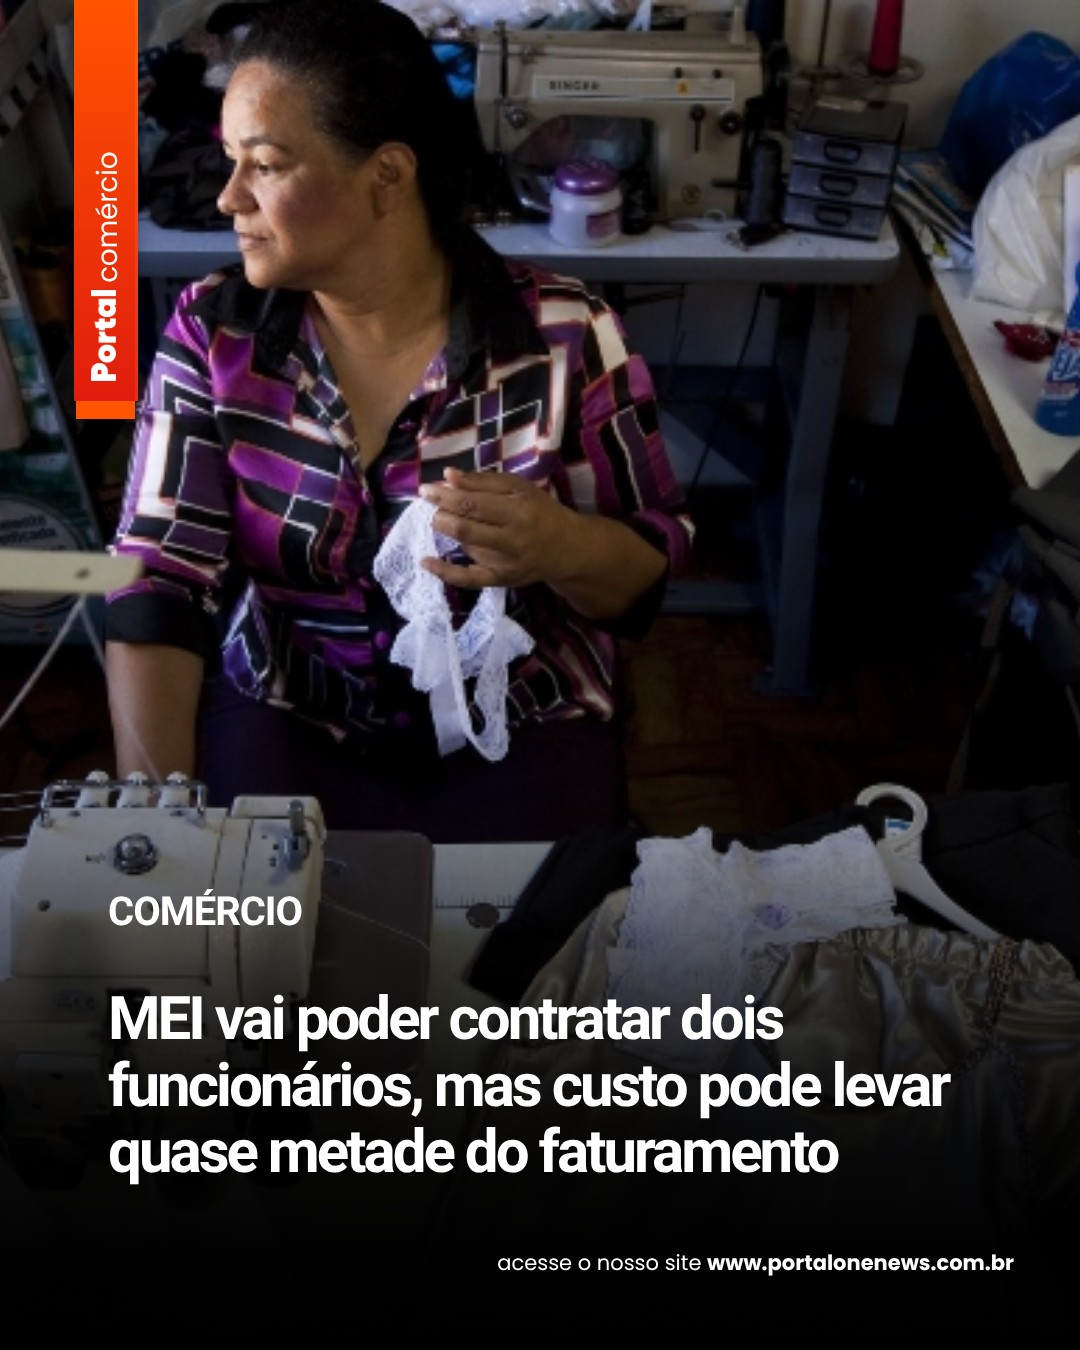 Portal comércio
SINGER
COMÉRCIO
MEI vai poder contratar dois
funcionários, mas custo pode levar
quase metade do faturamento
acesse o nosso site www.portalonenews.com.br